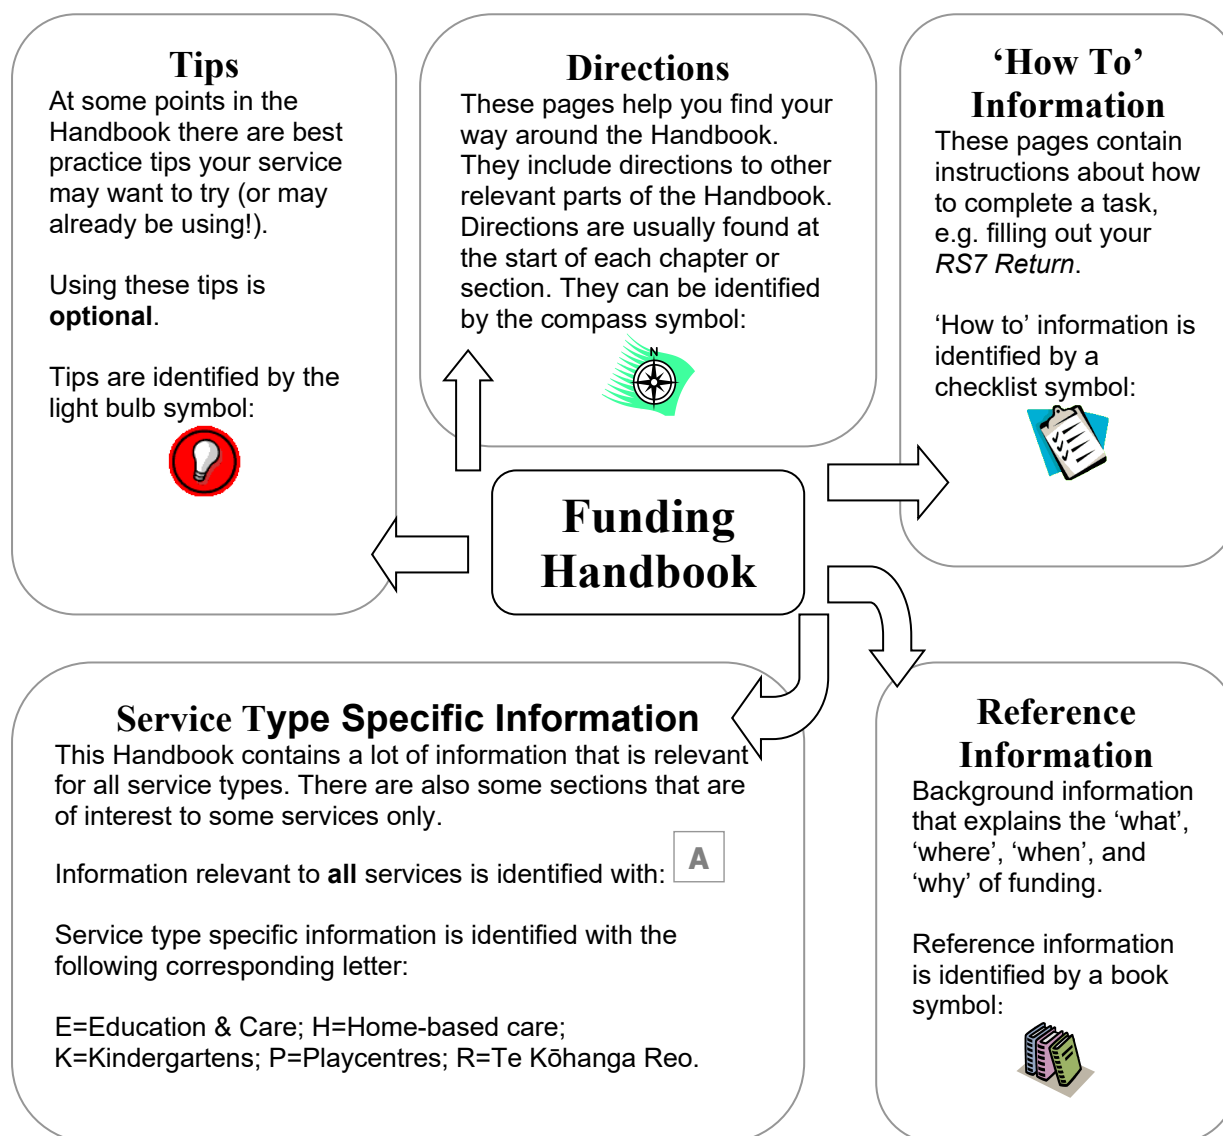 Tips
At some points in the
Handbook there are best
practice tips your service
may want to try (or may
already be using!).
Using these tips is
optional.
Tips are identified by the
light bulb symbol:
Directions
These pages help you find your
way around the Handbook.
They include directions to other
relevant parts of the Handbook.
Directions are usually found at
the start of each chapter or
section. They can be identified
by the compass symbol:
N
‘How To’
Information
These pages contain
instructions about how
to complete a task,
e.g. filling out your
RS7 Return.
‘How to’ information is
identified by a
checklist symbol:
Funding
Handbook
Service Type Specific Information
This Handbook contains a lot of information that is relevant
for all service types. There are also some sections that are
of interest to some services only.
Information relevant to all services is identified with: A
Service type specific information is identified with the
following corresponding letter:
E=Education & Care; H=Home-based care;
K=Kindergartens; P=Playcentres; R=Te Kōhanga Reo.
Reference
Information
Background information
that explains the ‘what’,
‘where’, ‘when’, and
‘why’ of funding.
Reference information
is identified by a book
symbol: